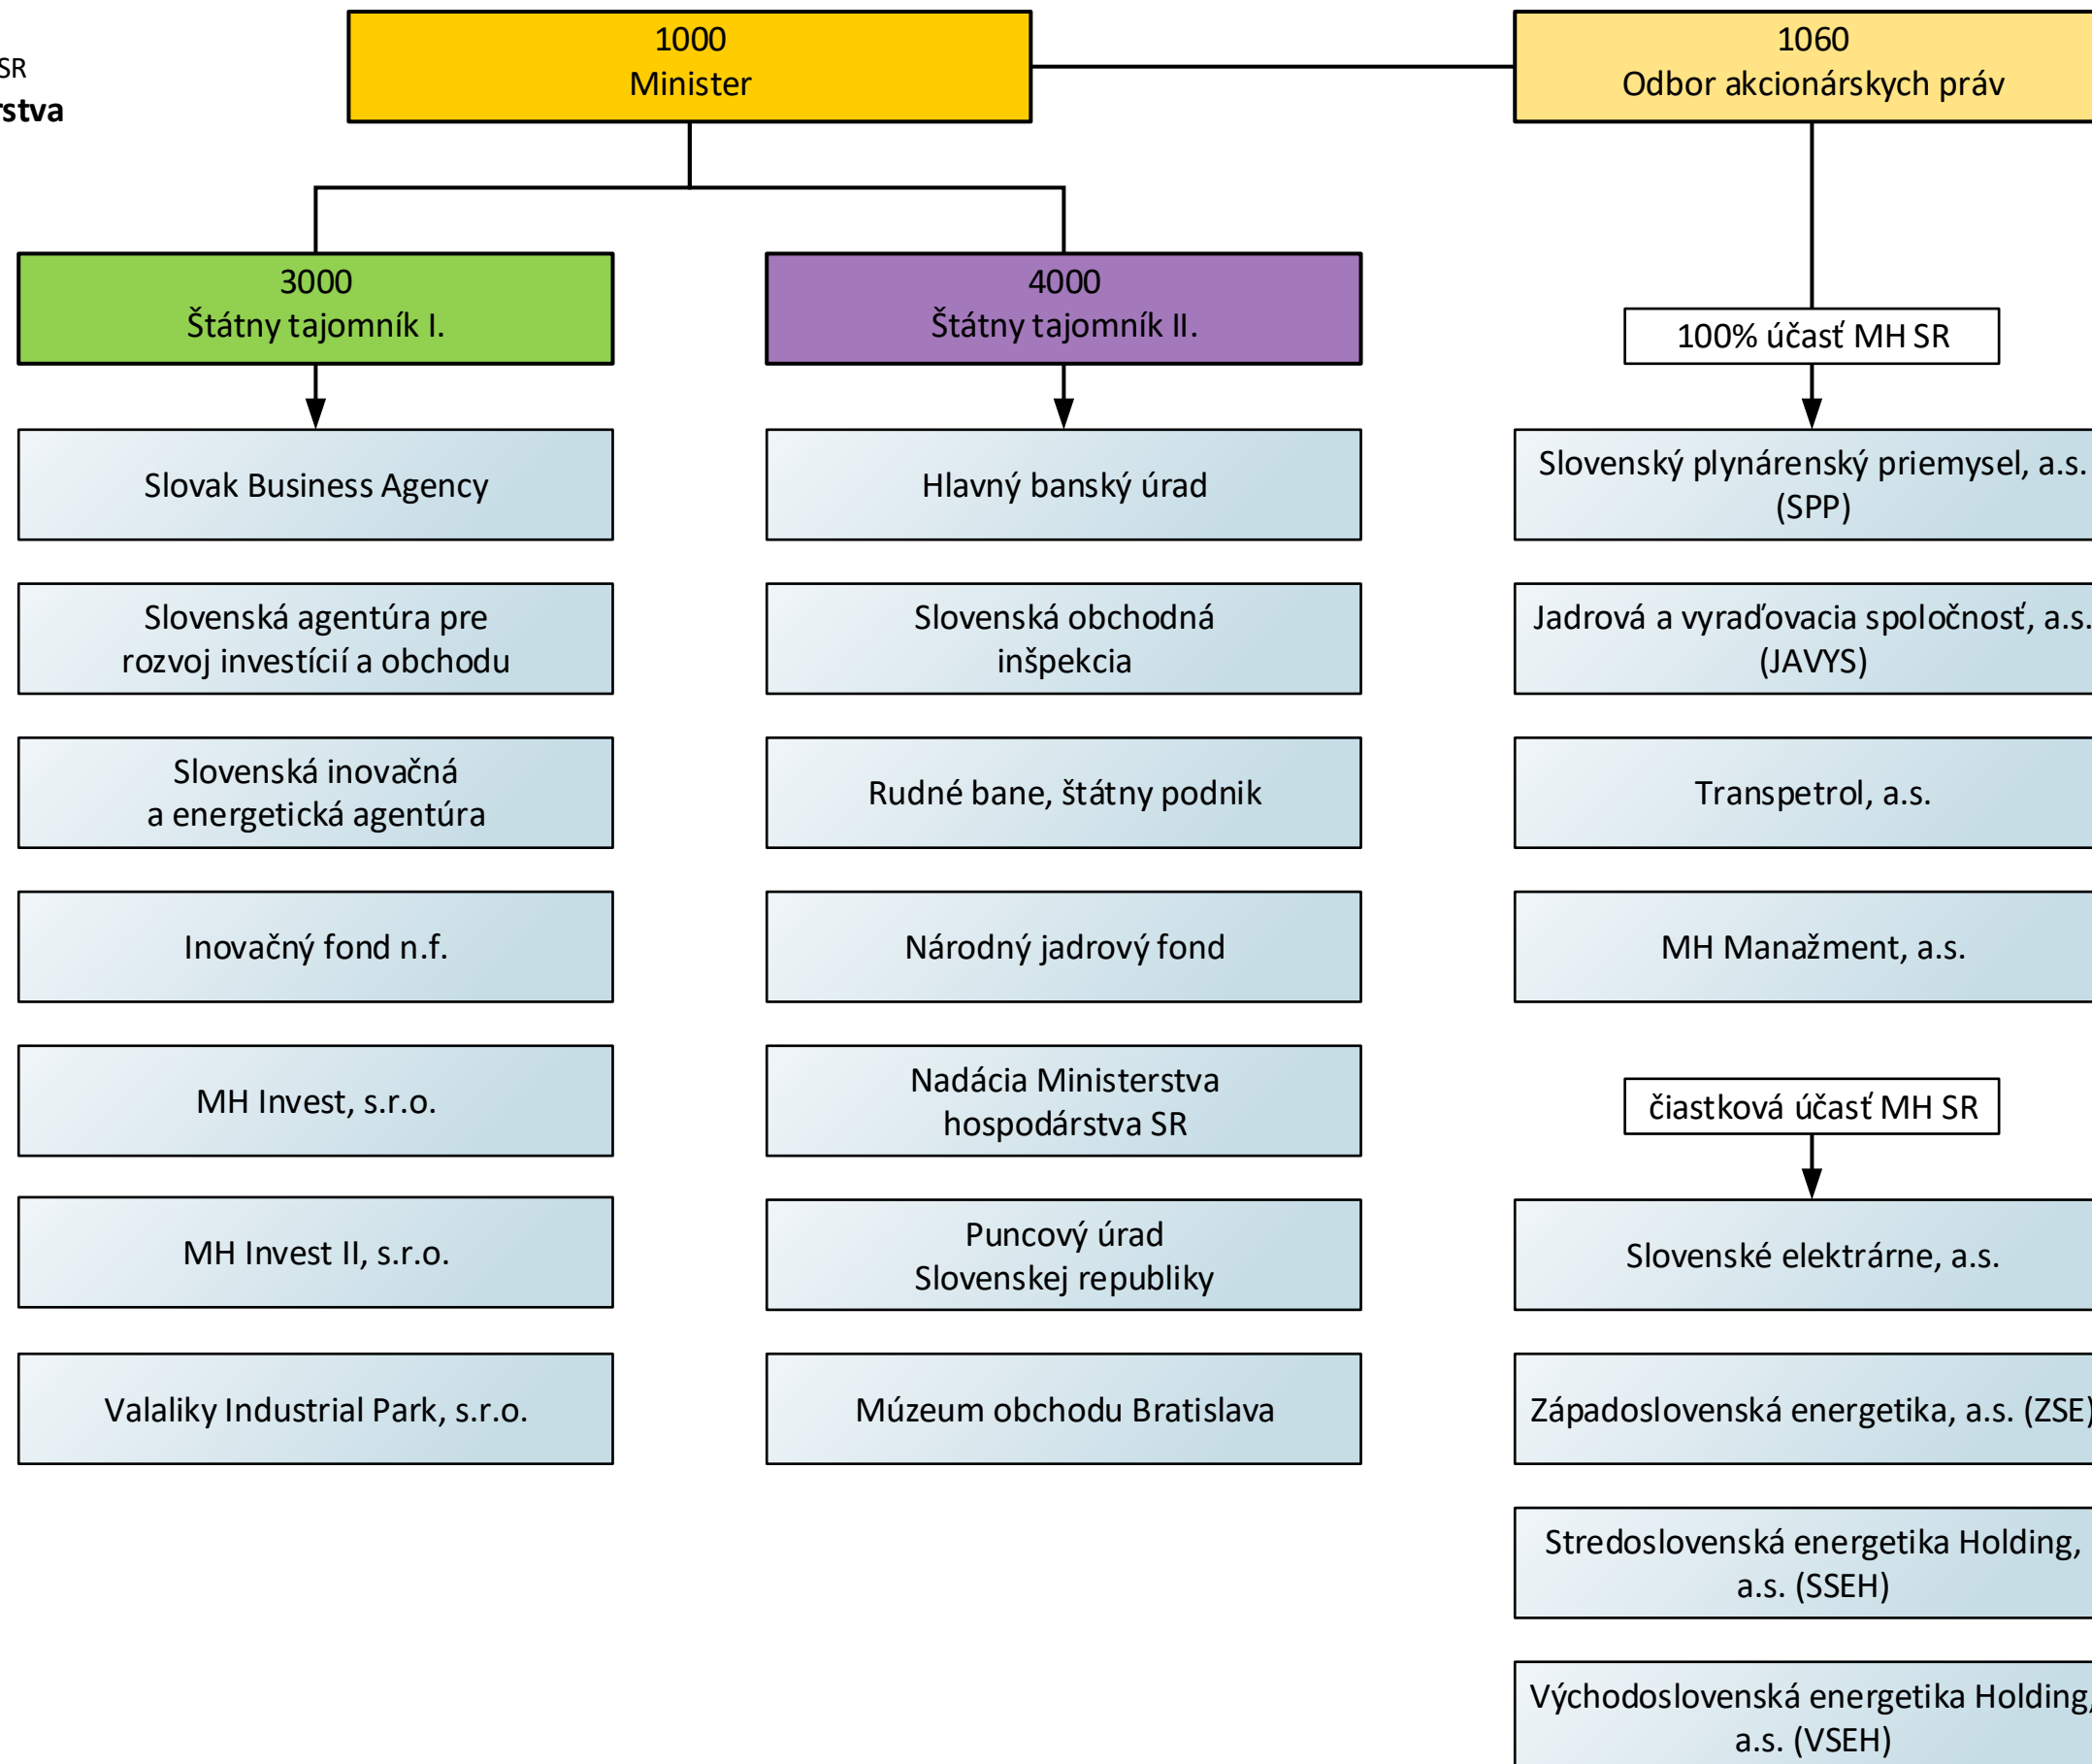 SR
rstva
1000
Minister
1060
Odbor akcionárskych práv
3000
Štátny tajomník I.
4000
Štátny tajomník II.
100% účasť MH SR
Slovak Business Agency
Slovenská agentúra pre
rozvoj investícií a obchodu
Slovenská inovačná
a energetická agentúra
Inovačný fond n.f.
MH Invest, s.r.o.
MH Invest II, s.r.o.
Valaliky Industrial Park, s.r.o.
Hlavný banský úrad
Slovenská obchodná
inšpekcia
Rudné bane, štátny podnik
Národný jadrový fond
Nadácia Ministerstva
hospodárstva SR
Puncový úrad
Slovenskej republiky
Múzeum obchodu Bratislava
Slovenský plynárenský priemysel, a.s.
(SPP)
Jadrová a vyraďovacia spoločnosť, a.s.
(JAVYS)
Transpetrol, a.s.
MH Manažment, a.s.
čiastková účasť MH SR
Slovenské elektrárne, a.s.
Západoslovenská energetika, a.s. (ZSE)
Stredoslovenská energetika Holding,
a.s. (SSEH)
Východoslovenská energetika Holding,
a.s. (VSEH)